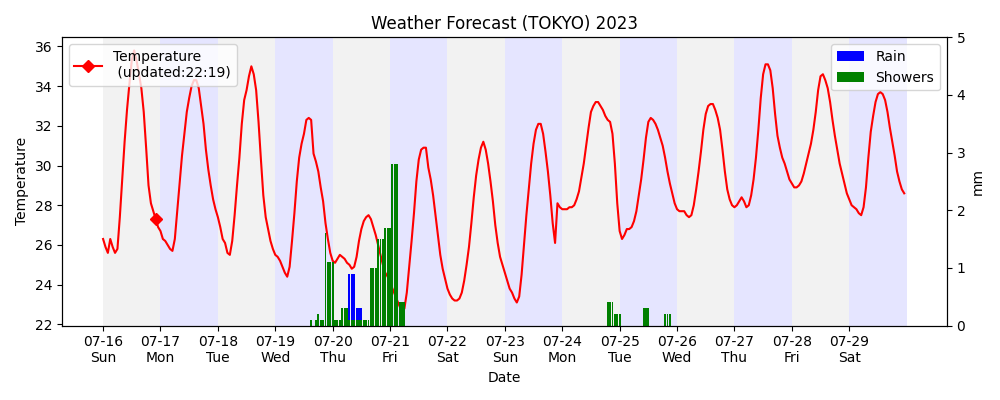 Weather Forecast (TOKYO) 2023
Temperature
(updated:22:19)
Rain
Showers
36
34
32
30
28
26
24
22
Temperature
5
4
3
2
1
0
mm
07-16 07-17 07-18 07-19 07-20 07-21 07-22 07-23 07-24 07-25 07-26 07-27 07-28 07-29
Sun Mon Tue Wed Thu Fri Sat Sun Mon Tue Wed Thu Fri Sat
Date